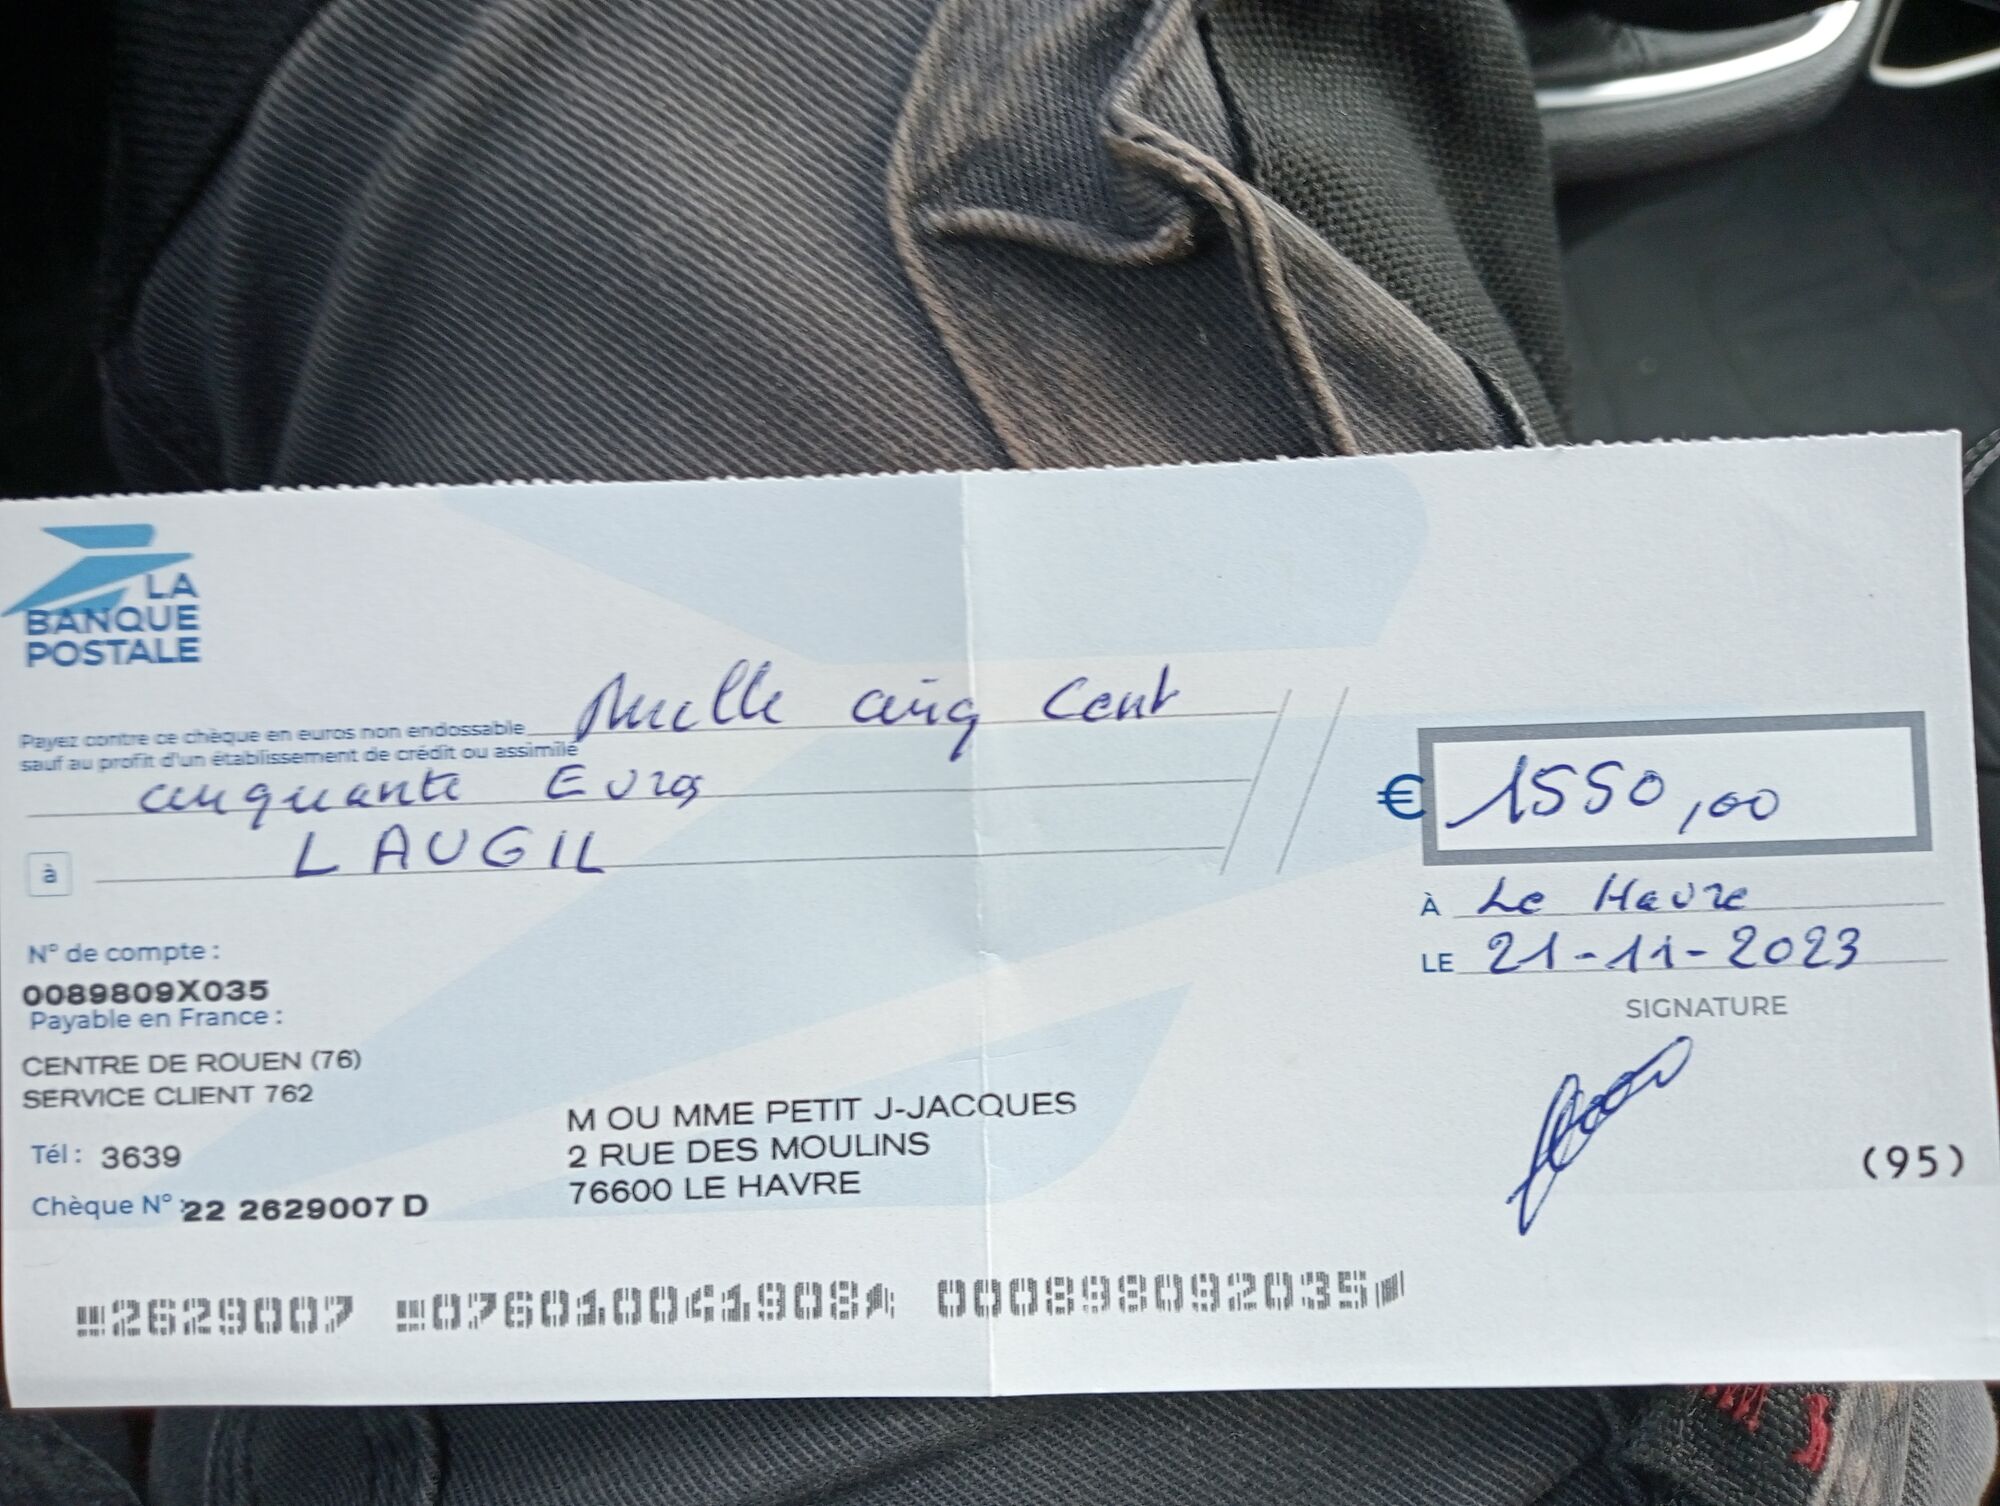 LA
BANQUE
POSTALE
Payez contre ce chèque en euros non endossable Mille cinq Cent
sauf au profit d'un établissement de crédit ou assimilé
cinquante Euros
€ 1550,00
à LAUGIL
À Le Havre
LE 21-11-2023
SIGNATURE
N° de compte :
0089809X035
Payable en France :
CENTRE DE ROUEN (76)
SERVICE CLIENT 762
Tél : 3639
Chèque N° : 22 2629007 D
M OU MME PETIT J-JACQUES
2 RUE DES MOULINS
76600 LE HAVRE
(95)
2629007 076010041908 000898092035